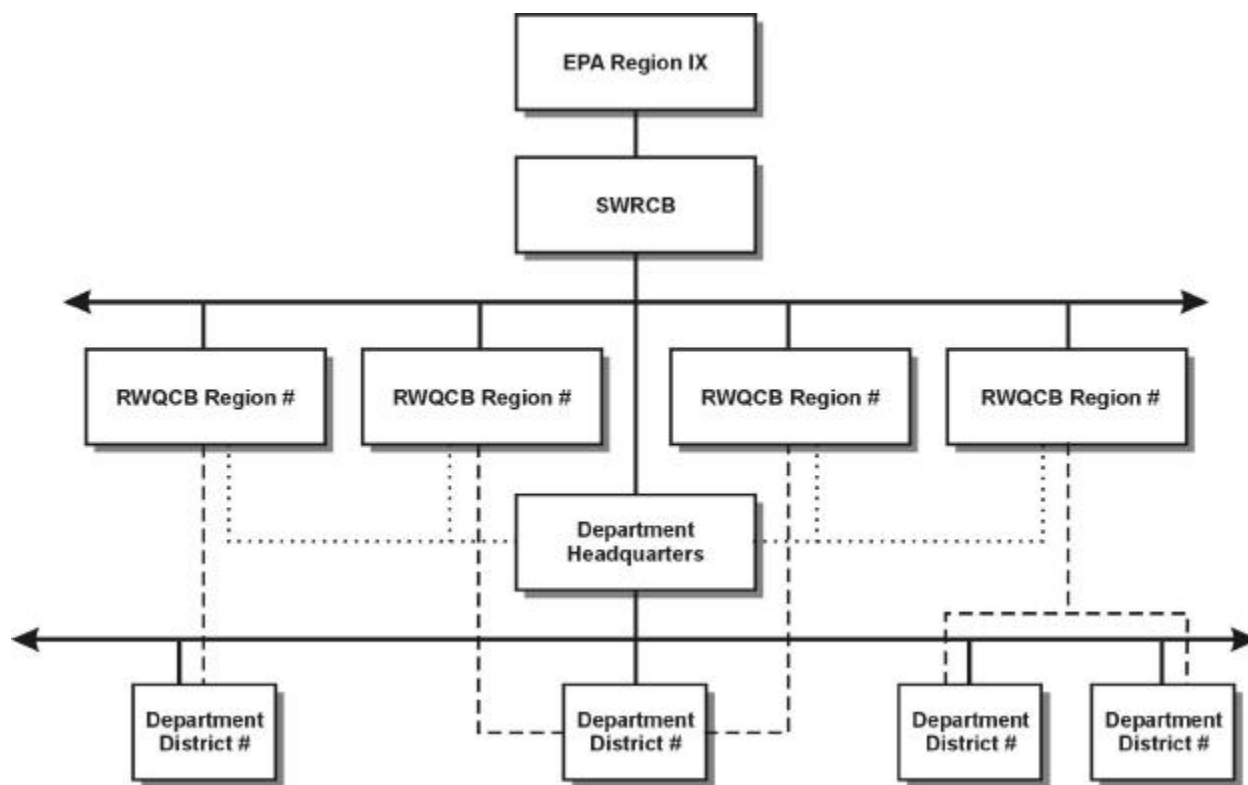 EPA Region IX
SWRCB
RWQCB Region #
RWQCB Region #
RWQCB Region #
RWQCB Region #
Department
Headquarters
Department
District #
Department
District #
Department
District #
Department
District #